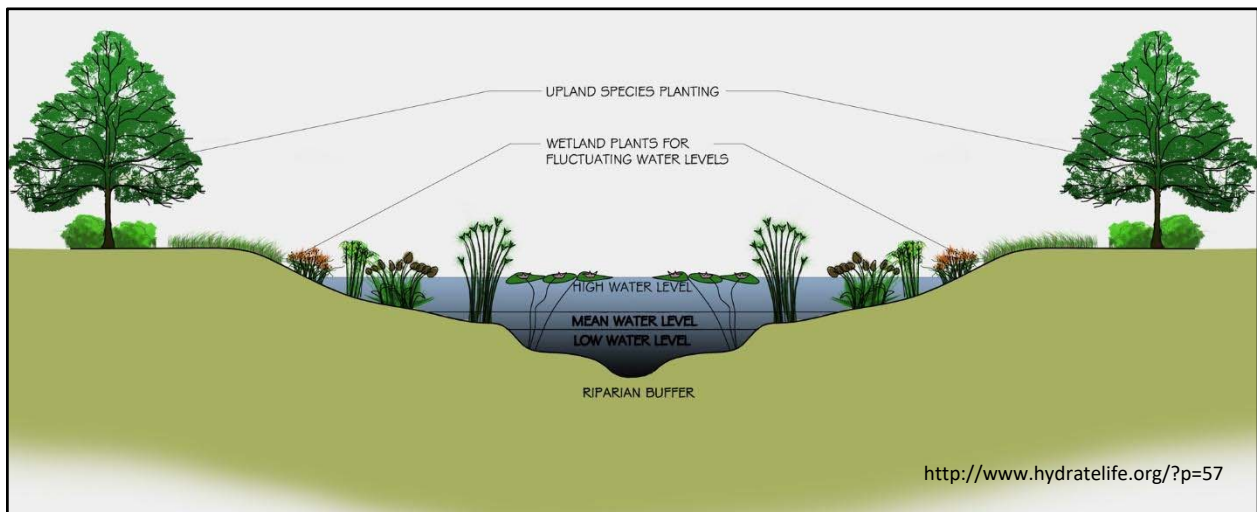 UPLAND SPECIES PLANTING
WETLAND PLANTS FOR
FLUCTUATING WATER LEVELS
HIGH WATER LEVEL
MEAN WATER LEVEL
LOW WATER LEVEL
RIPARIAN BUFFER
http://www.hydratelife.org/?p=57